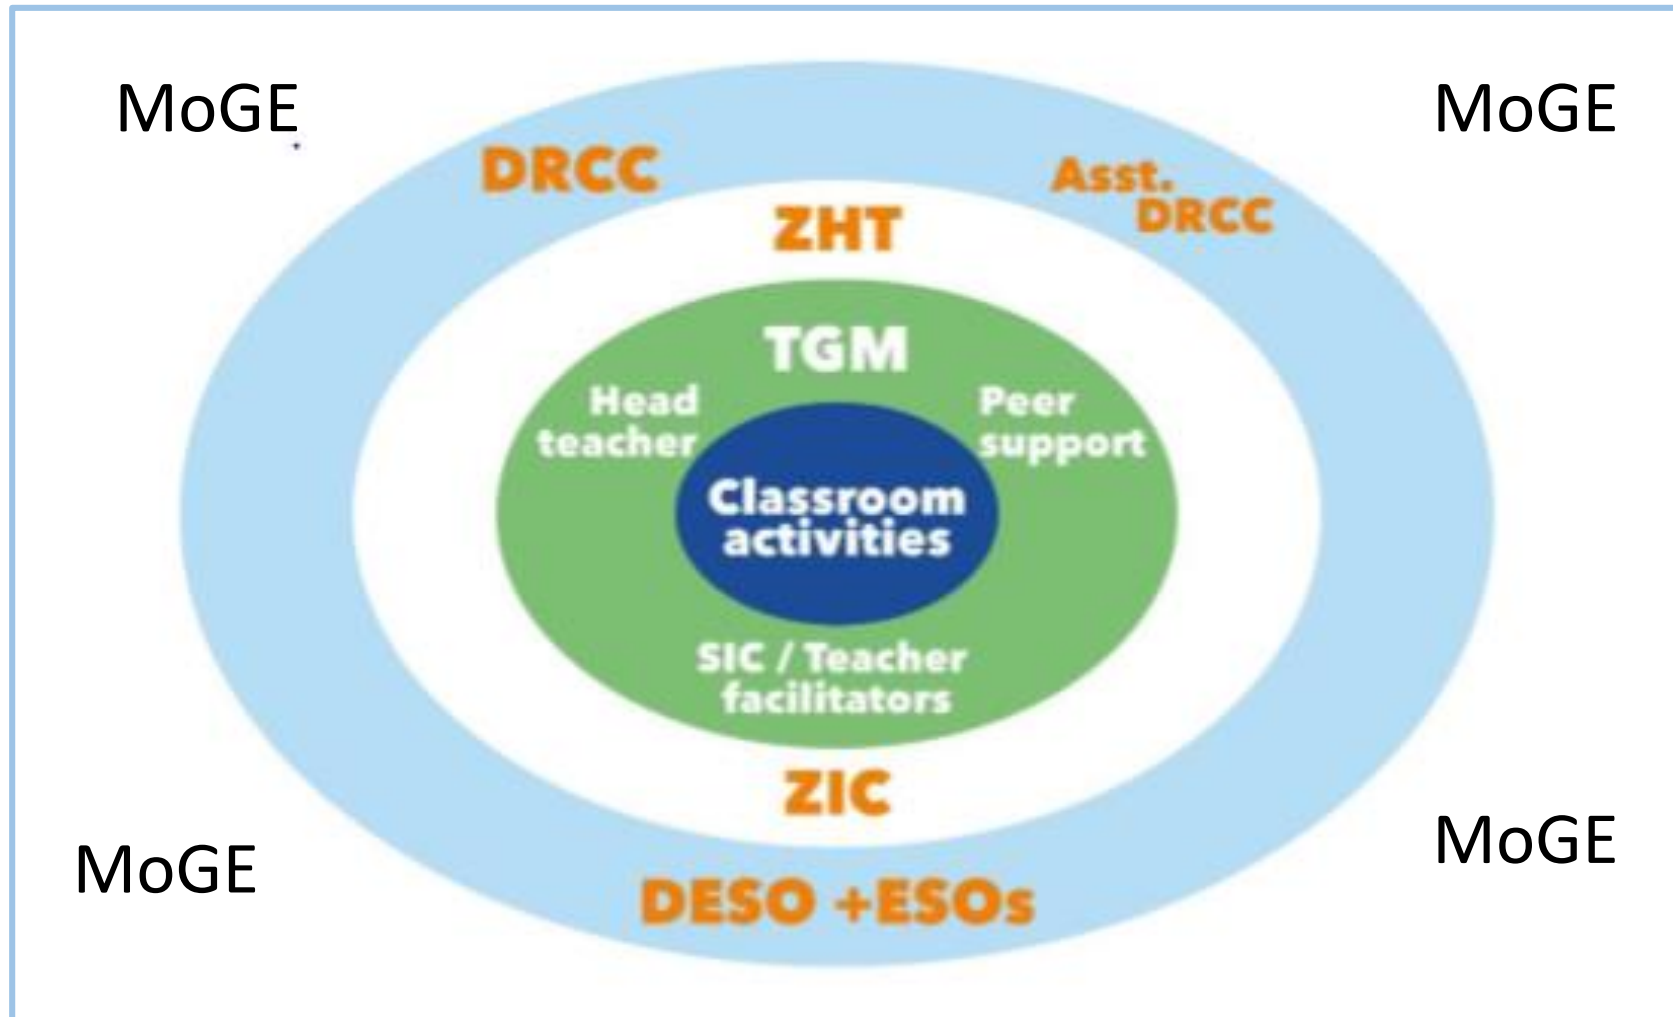 MoGE
MoGE
DRCC
Asst.
DRCC
ZHT
TGM
Head
teacher
Peer
support
Classroom
activities
SIC / Teacher
facilitators
ZIC
MoGE
MoGE
DESO +ESOs